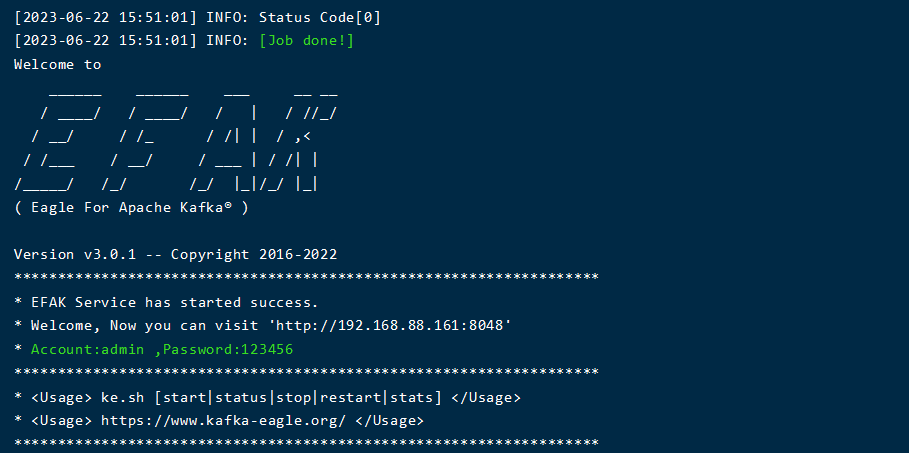 [2023-06-22 15:51:01] INFO: Status Code[0]
[2023-06-22 15:51:01] INFO: [Job done!]
Welcome to
    ______    ______    ___     __ __
   / ____/   / ____/   /   |   / //_/
  / __/     / /_      / /| |  / ,<
 / /___    / __/     / ___ | / /| |
/_____/   /_/       /_/  |_|/_/ |_|
( Eagle For Apache Kafka® )
Version v3.0.1 -- Copyright 2016-2022
*******************************************************************
* EFAK Service has started success.
* Welcome, Now you can visit 'http://192.168.88.161:8048'
* Account:admin ,Password:123456
*******************************************************************
* <Usage> ke.sh [start|status|stop|restart|stats] </Usage>
* <Usage> https://www.kafka-eagle.org/ </Usage>
*******************************************************************